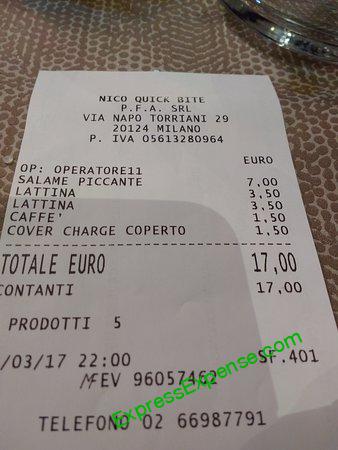 NICO QUICK BITE
P.F.A. SRL
VIA NAPO TORRIANI 29
20124 MILANO
P. IVA 05613280964
EURO
OP: OPERATORE11
SALAME PICCANTE 7,00
LATTINA 3,50
LATTINA 3,50
CAFFE' 1,50
COVER CHARGE COPERTO 1,50
TOTALE EURO 17,00
CONTANTI 17,00
PRODOTTI 5
/03/17 22:00 SF.401
MFEV 96057462
ExpressExpense.com
TELEFONO 02 66987791